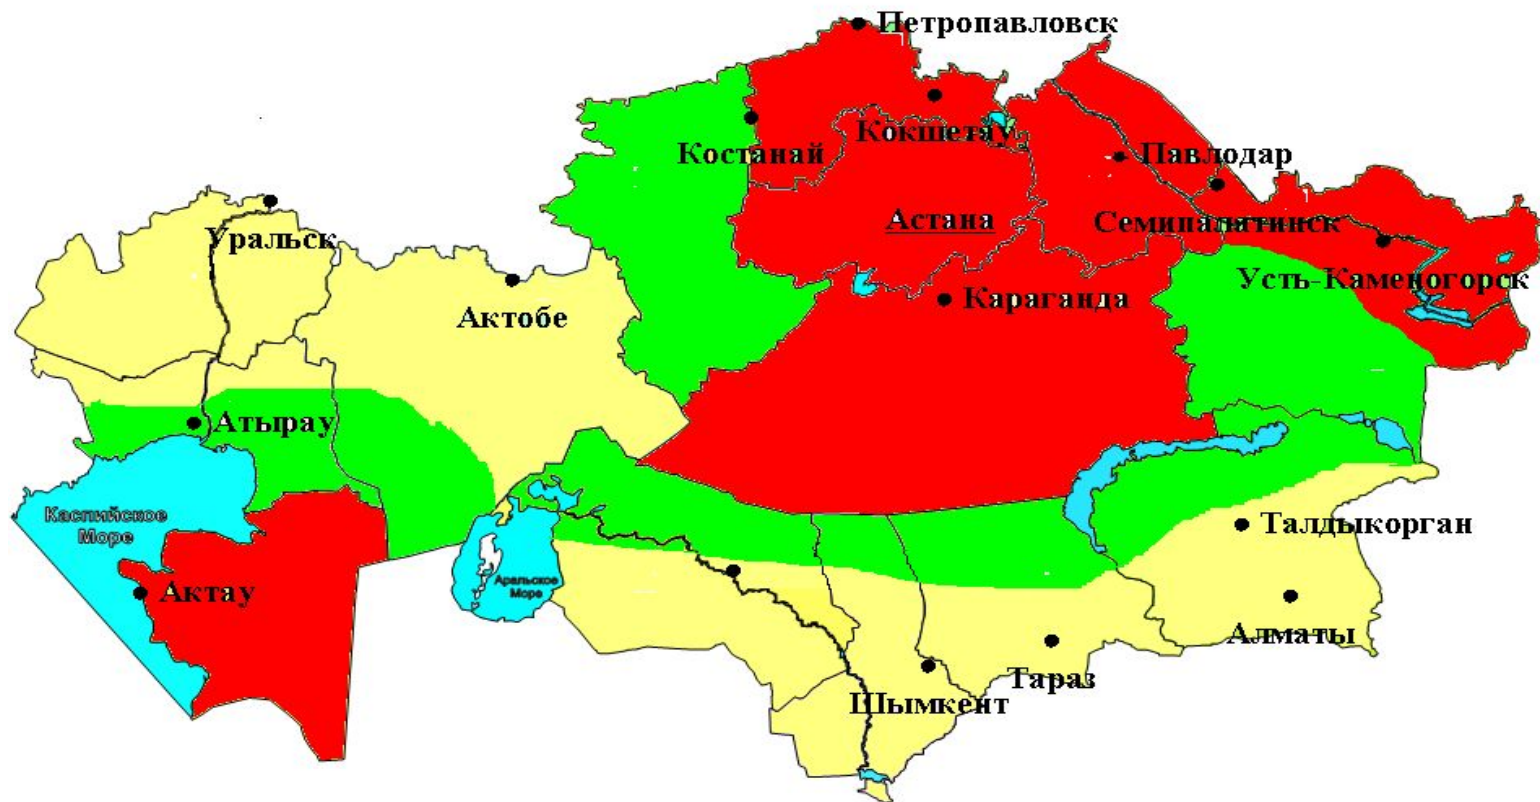 Петропавловск
Кокшетау
Костанай
Павлодар
Астана
Семипалатинск
Уральск
Усть-Каменогорск
Караганда
Актобе
Атырау
Каспийское
Море
Талдыкорган
Аральское
Море
Актау
Алматы
Тараз
Шымкент